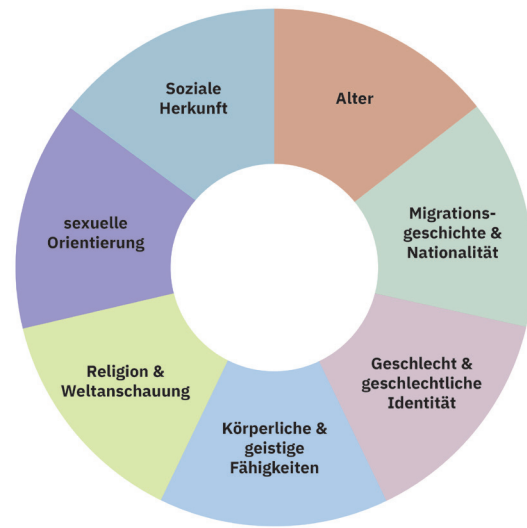 Soziale
Herkunft
Alter
Migrations-
geschichte &
Nationalität
Geschlecht &
geschlechtliche
Identität
Körperliche &
geistige
Fähigkeiten
Religion &
Weltanschauung
sexuelle
Orientierung